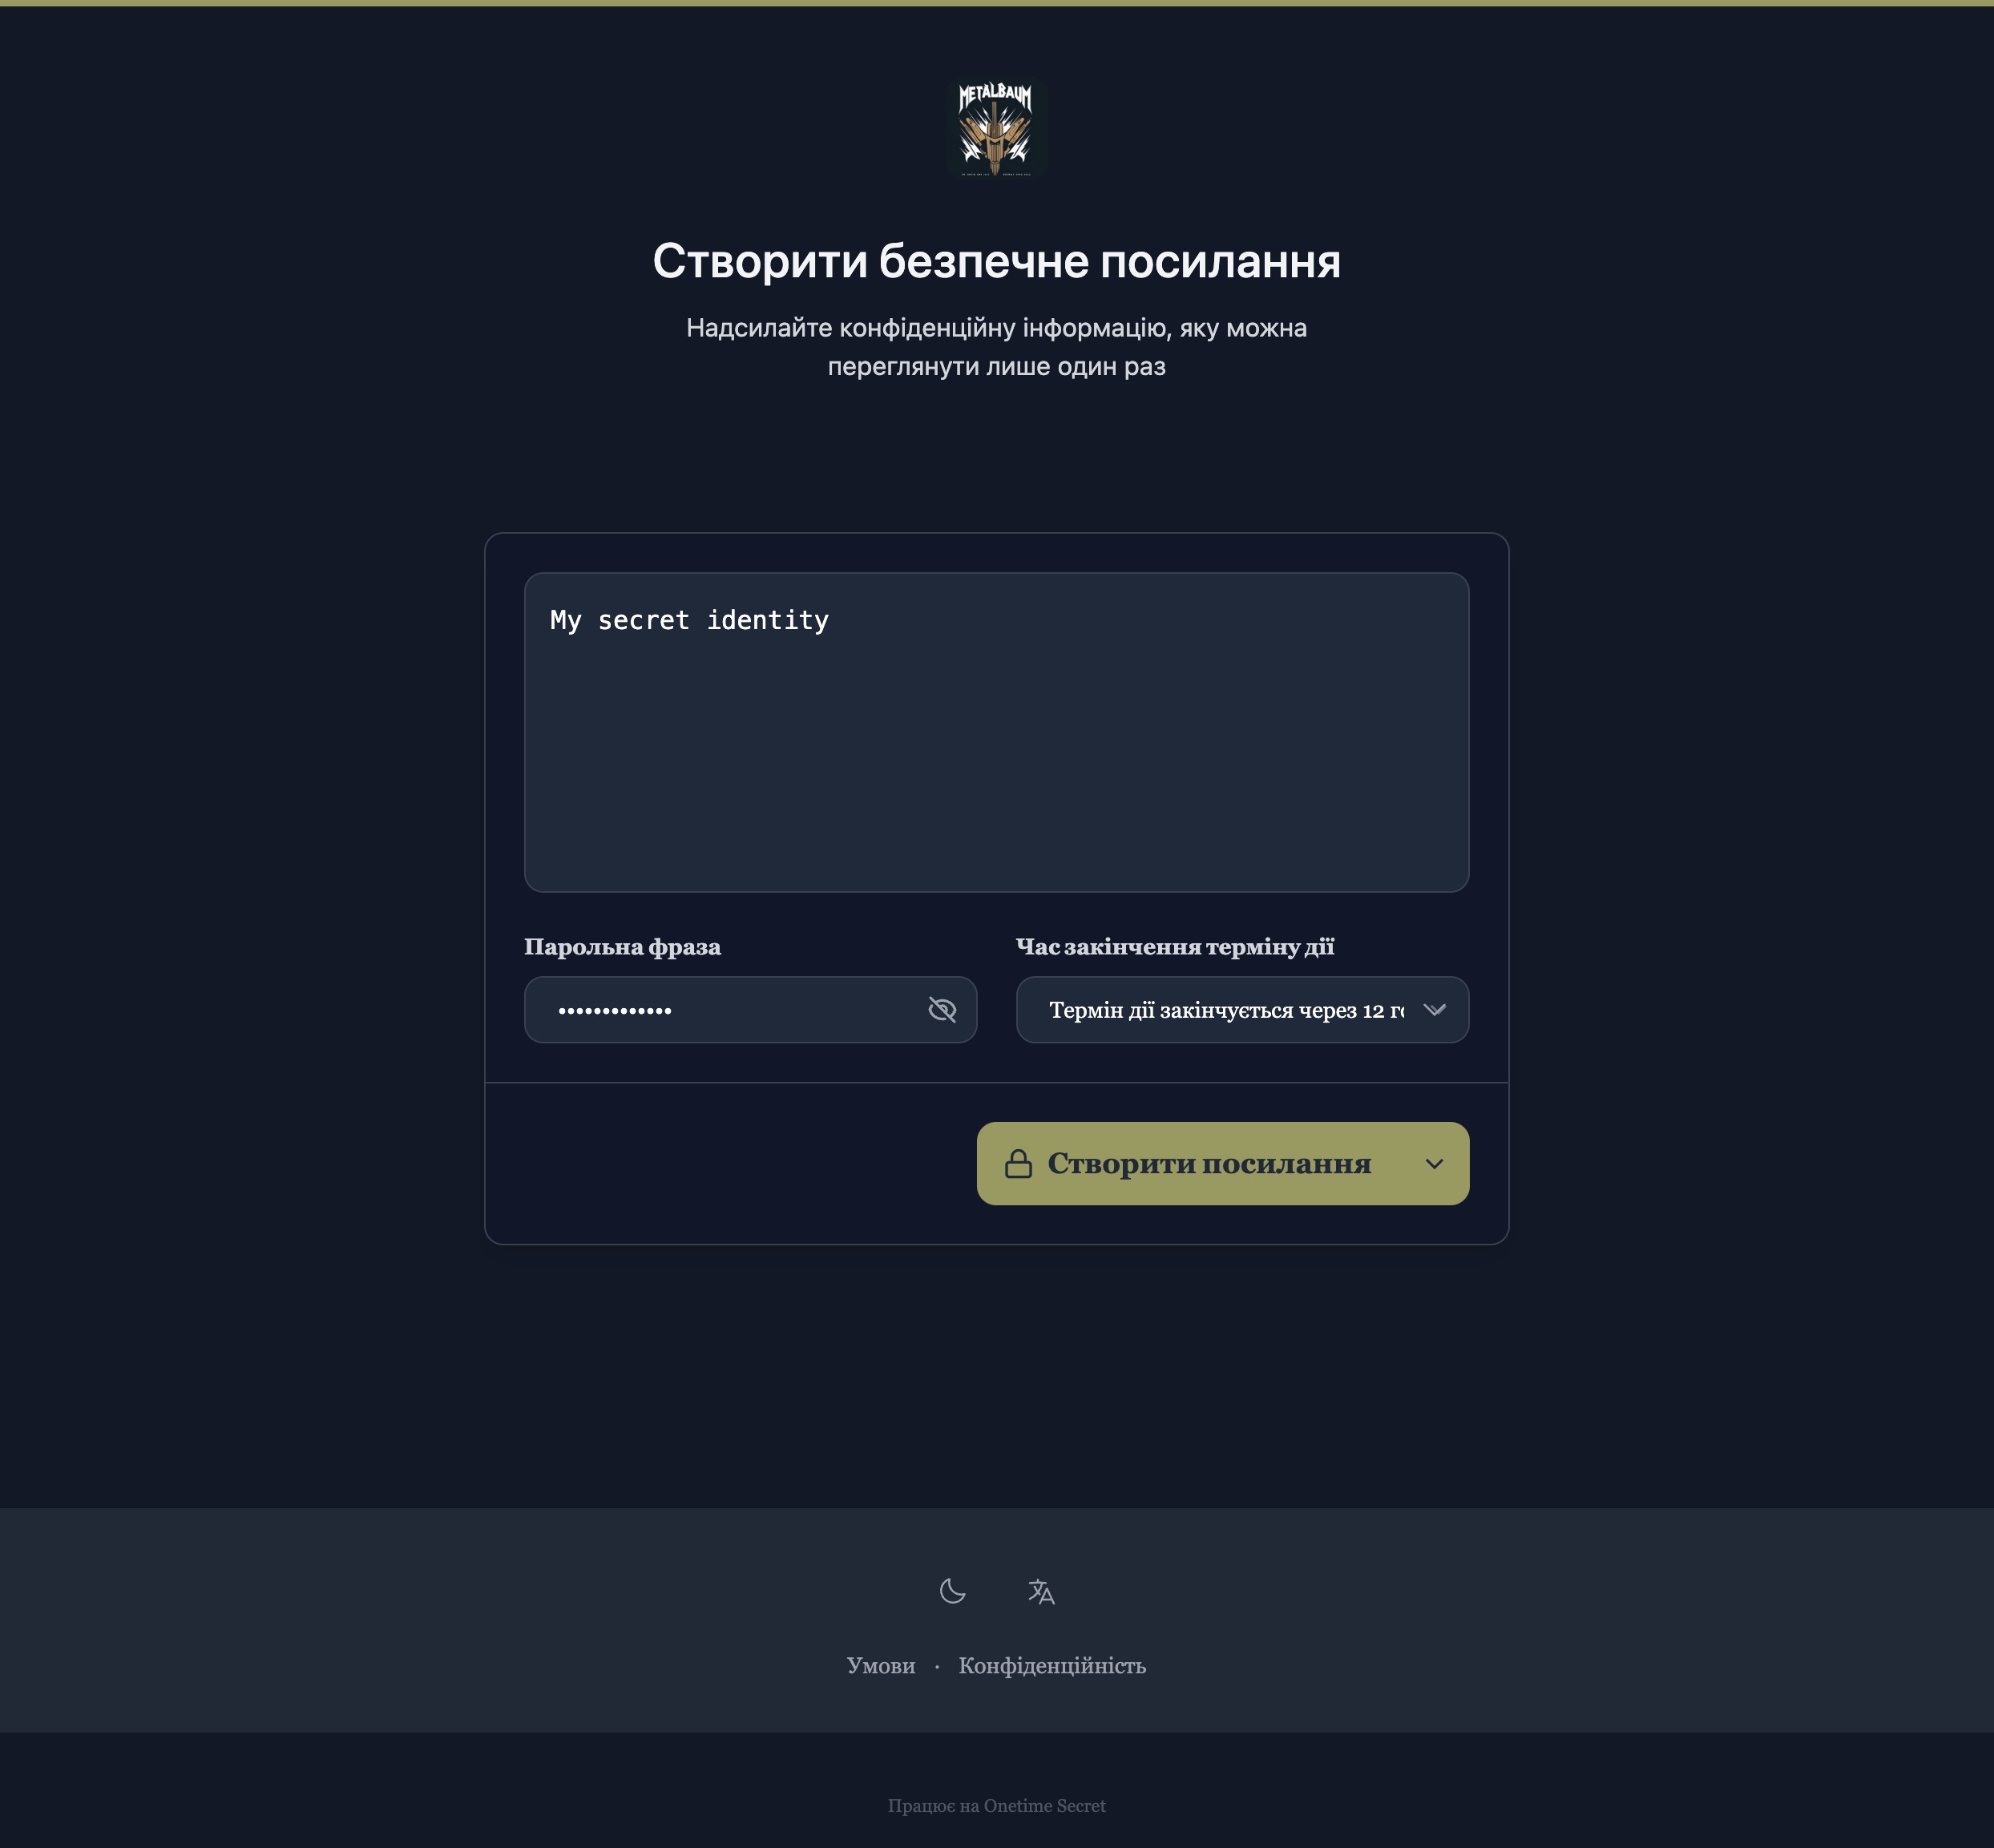 METALBAUM
Створити безпечне посилання
Надсилайте конфіденційну інформацію, яку можна
переглянути лише один раз
My secret identity
Парольна фраза
Час закінчення терміну дії
•••••••••••••
Термін дії закінчується через 12 го
Створити посилання
Умови · Конфіденційність
Працює на Onetime Secret